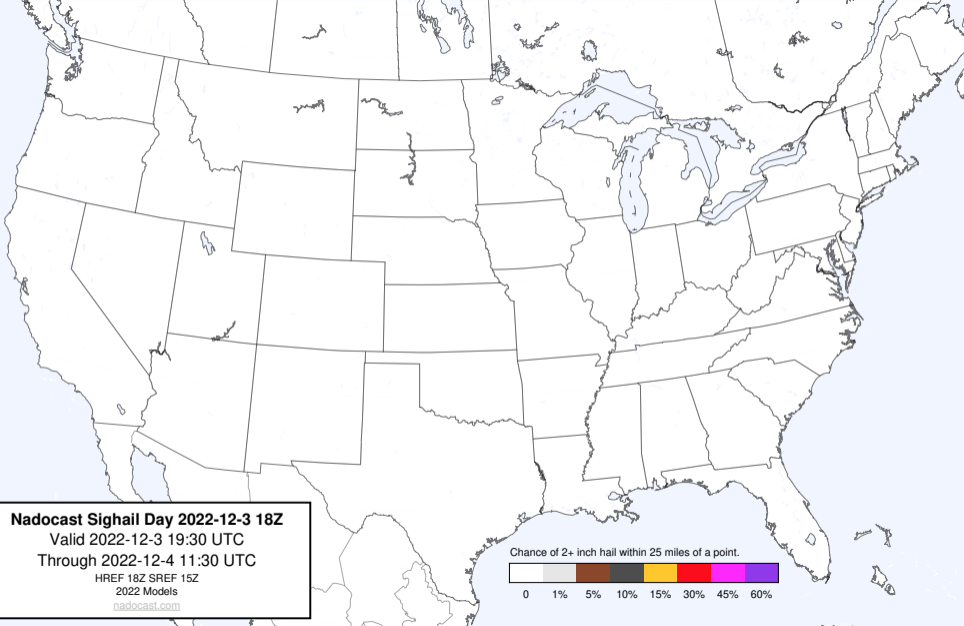 Nadocast Sighail Day 2022-12-3 18Z
Valid 2022-12-3 19:30 UTC
Through 2022-12-4 11:30 UTC
HREF 18Z SREF 15Z
2022 Models
nadocast.com
Chance of 2+ inch hail within 25 miles of a point.
0 1% 5% 10% 15% 30% 45% 60%